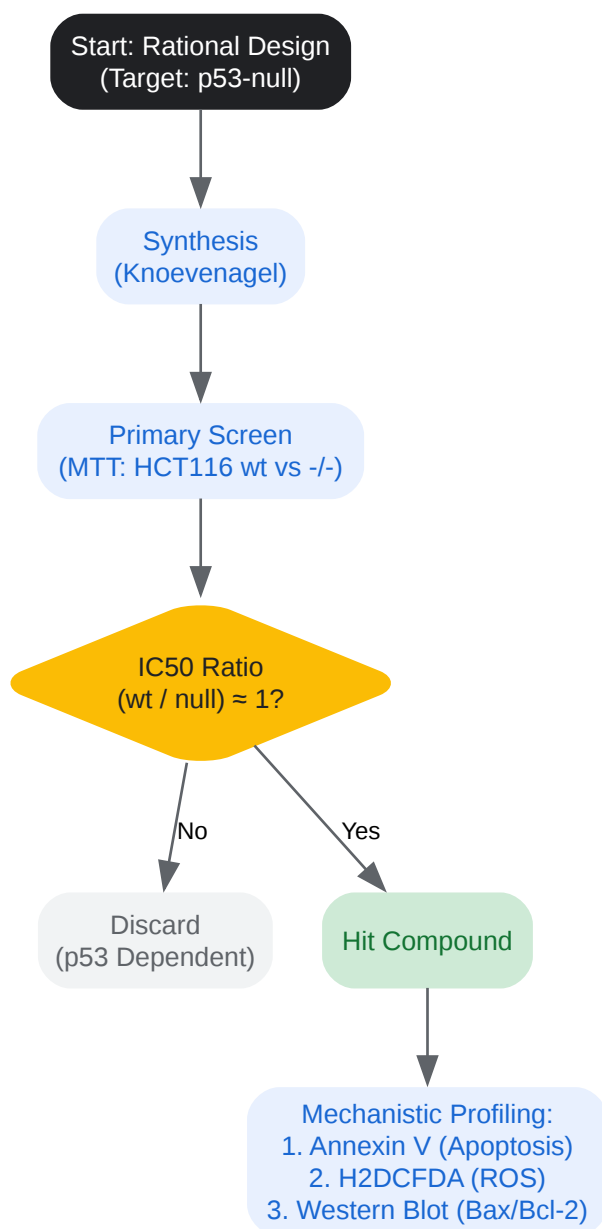 Start: Rational Design
(Target: p53-null)
Synthesis
(Knoevenagel)
Primary Screen
(MTT: HCT116 wt vs -/-)
IC50 Ratio
(wt / null) ≈ 1?
No
Yes
Discard
(p53 Dependent)
Hit Compound
Mechanistic Profiling:
1. Annexin V (Apoptosis)
2. H2DCFDA (ROS)
3. Western Blot (Bax/Bcl-2)